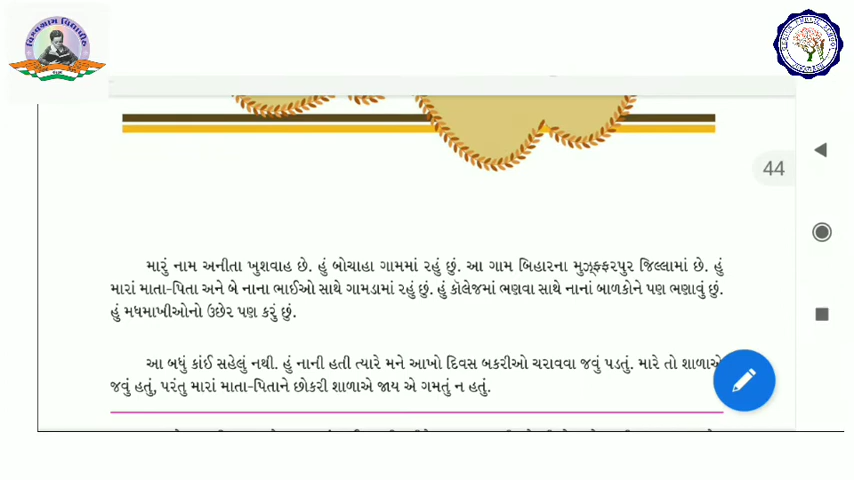 44
મારું નામ અનીતા ખુશવાહ છે. હું બોચાહા ગામમાં રહું છું. આ ગામ બિહારના મુઝ્ફ્ફરપુર જિલ્લામાં છે. હું
મારાં માતા-પિતા અને બે નાના ભાઈઓ સાથે ગામડામાં રહું છું. હું કૉલેજમાં ભણવા સાથે નાનાં બાળકોને પણ ભણાવું છું.
હું મધમાખીઓનો ઉછેર પણ કરું છું.
આ બધું કાંઈ સહેલું નથી. હું નાની હતી ત્યારે મને આખો દિવસ બકરીઓ ચરાવવા જવું પડતું. મારે તો શાળાએ
જવું હતું, પરંતુ મારાં માતા-પિતાને છોકરી શાળાએ જાય એ ગમતું ન હતું.